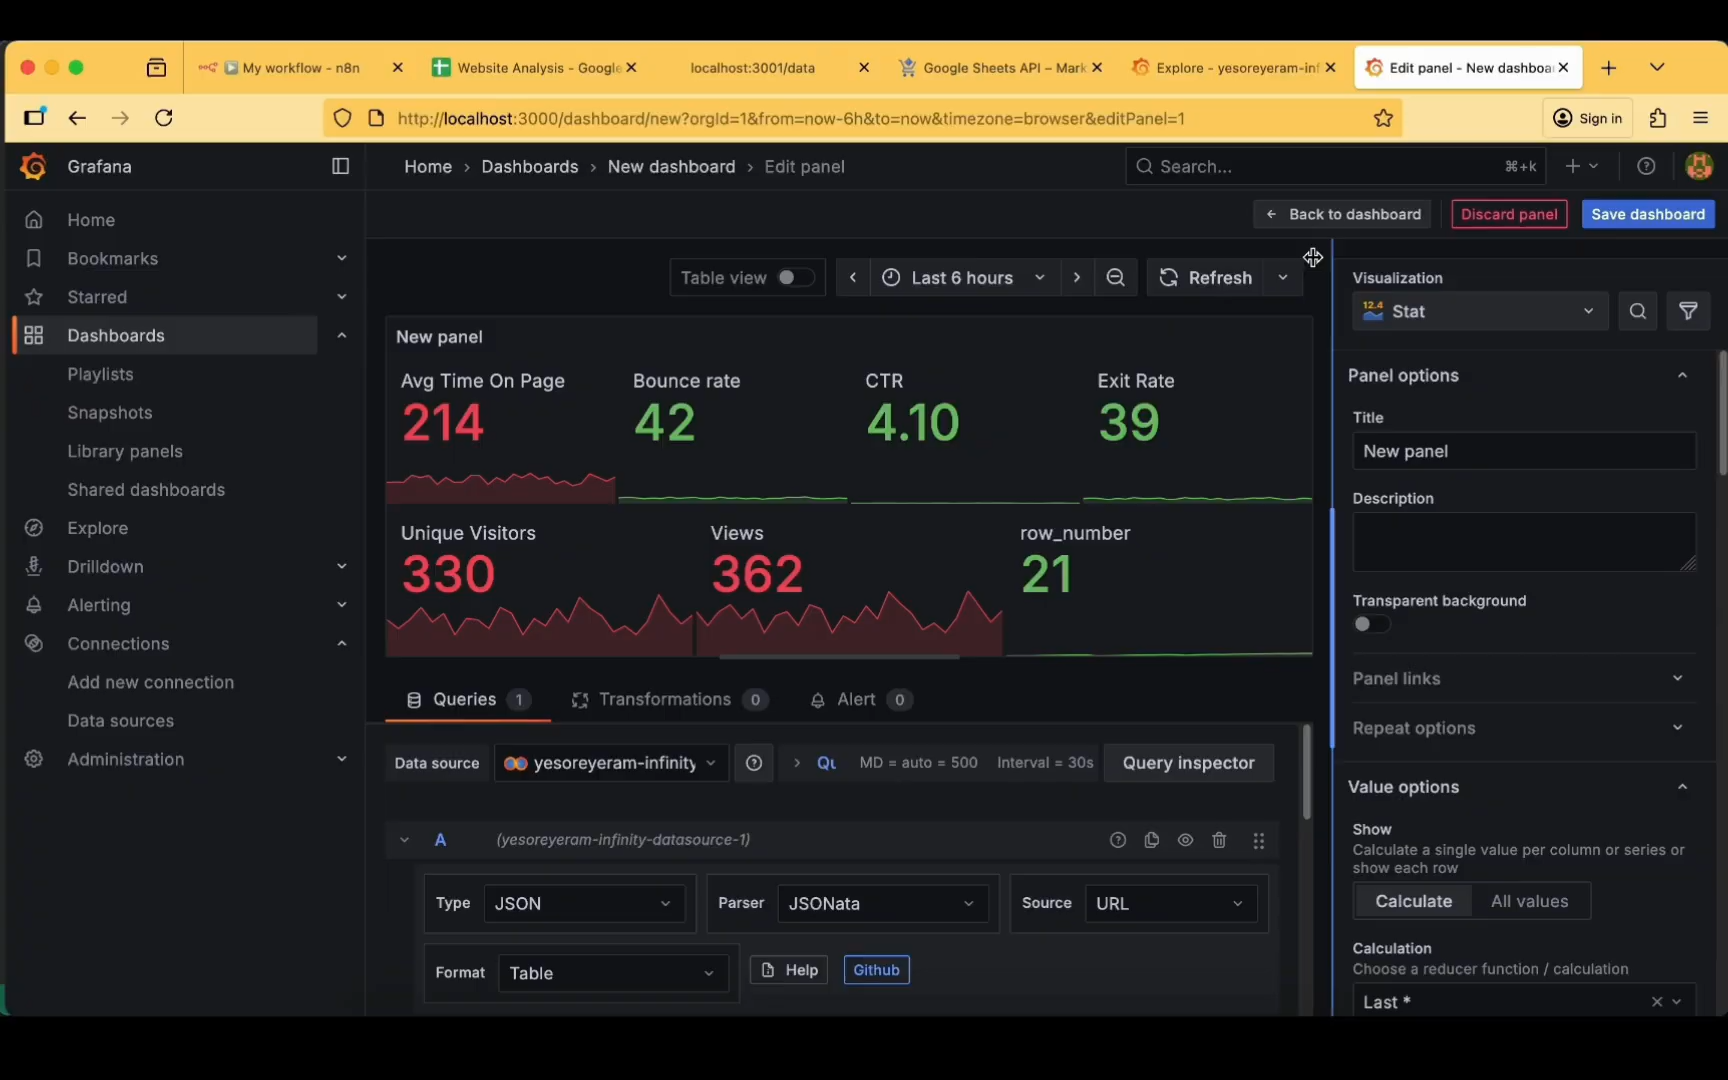 My workflow - n8n
Website Analysis - Google
localhost:3001/data
Google Sheets API – Mark
Explore - yesoreyeram-inf
Edit panel - New dashboa
http://localhost:3000/dashboard/new?orgId=1&from=now-6h&to=now&timezone=browser&editPanel=1
Sign in
Grafana
Home › Dashboards › New dashboard › Edit panel
Search...
⌘+k
Back to dashboard
Discard panel
Save dashboard
Home
Bookmarks
Starred
Dashboards
Playlists
Snapshots
Library panels
Shared dashboards
Explore
Drilldown
Alerting
Connections
Add new connection
Data sources
Administration
Table view
Last 6 hours
Refresh
New panel
Avg Time On Page
214
Bounce rate
42
CTR
4.10
Exit Rate
39
Unique Visitors
330
Views
362
row_number
21
Queries 1
Transformations 0
Alert 0
Data source
yesoreyeram-infinity
MD = auto = 500
Interval = 30s
Query inspector
A
(yesoreyeram-infinity-datasource-1)
Type
JSON
Parser
JSONata
Source
URL
Format
Table
Help
Github
Visualization
12.4
Stat
Panel options
Title
New panel
Description
Transparent background
Panel links
Repeat options
Value options
Show
Calculate a single value per column or series or
show each row
Calculate
All values
Calculation
Choose a reducer function / calculation
Last *